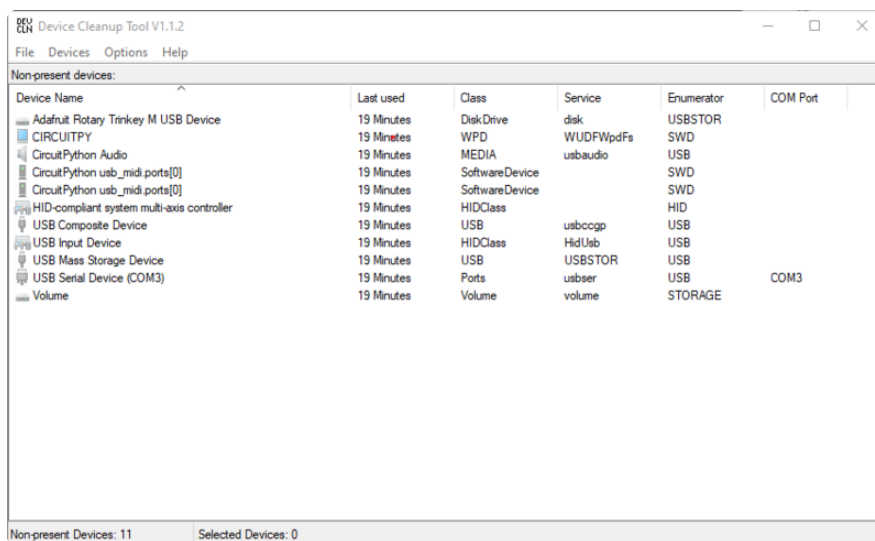 DEV CLN Device Cleanup Tool V1.1.2
File Devices Options Help
Non-present devices:
Device Name Last used Class Service Enumerator COM Port
Adafruit Rotary Trinkey M USB Device 19 Minutes DiskDrive disk USBSTOR
CIRCUITPY 19 Minutes WPD WUDFWpdFs SWD
CircuitPython Audio 19 Minutes MEDIA usbaudio USB
CircuitPython usb_midi.ports[0] 19 Minutes SoftwareDevice SWD
CircuitPython usb_midi.ports[0] 19 Minutes SoftwareDevice SWD
HID-compliant system multi-axis controller 19 Minutes HIDClass HID
USB Composite Device 19 Minutes USB usbccgp USB
USB Input Device 19 Minutes HIDClass HidUsb USB
USB Mass Storage Device 19 Minutes USB USBSTOR USB
USB Serial Device (COM3) 19 Minutes Ports usbser USB COM3
Volume 19 Minutes Volume volume STORAGE
Non-present Devices: 11 Selected Devices: 0